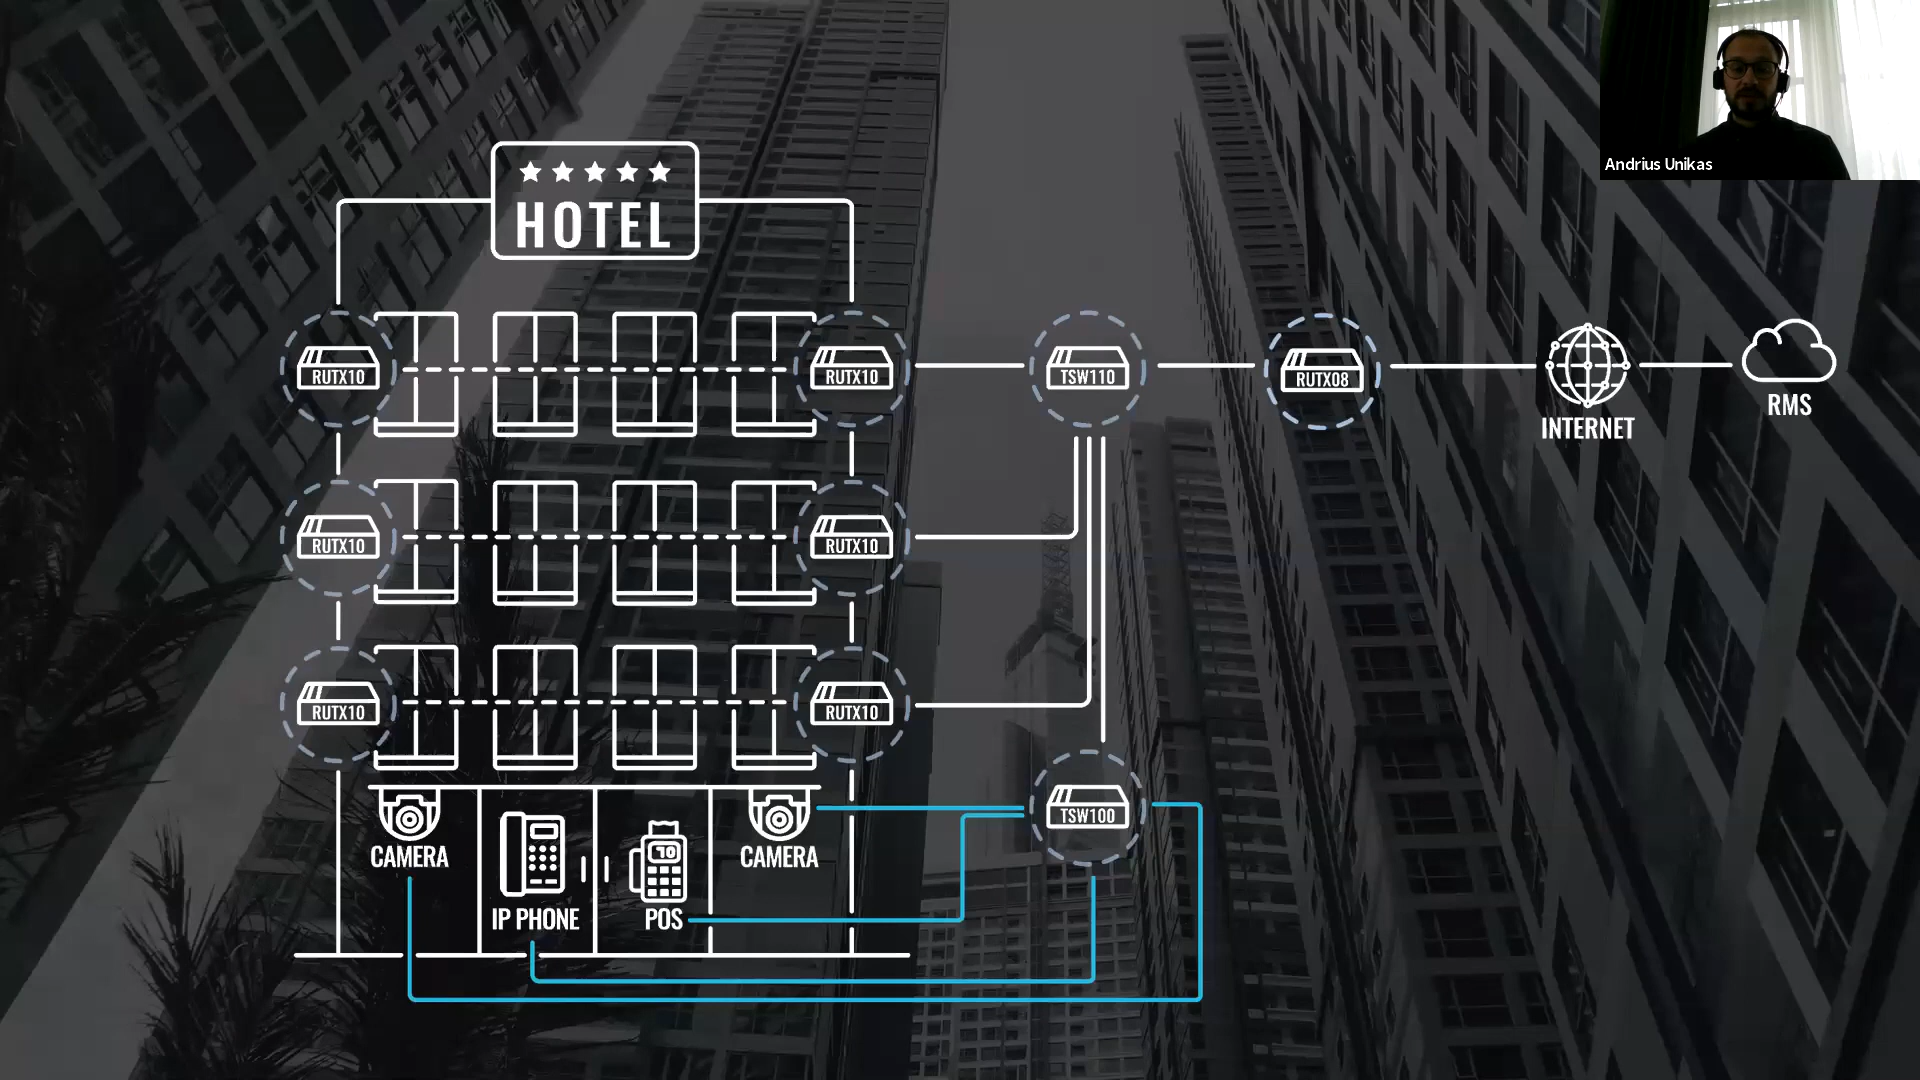 Andrius Unikas
HOTEL
RUTX10
RUTX10
TSW110
RUTX08
INTERNET
RMS
RUTX10
RUTX10
RUTX10
RUTX10
TSW100
CAMERA
IP PHONE
POS
CAMERA